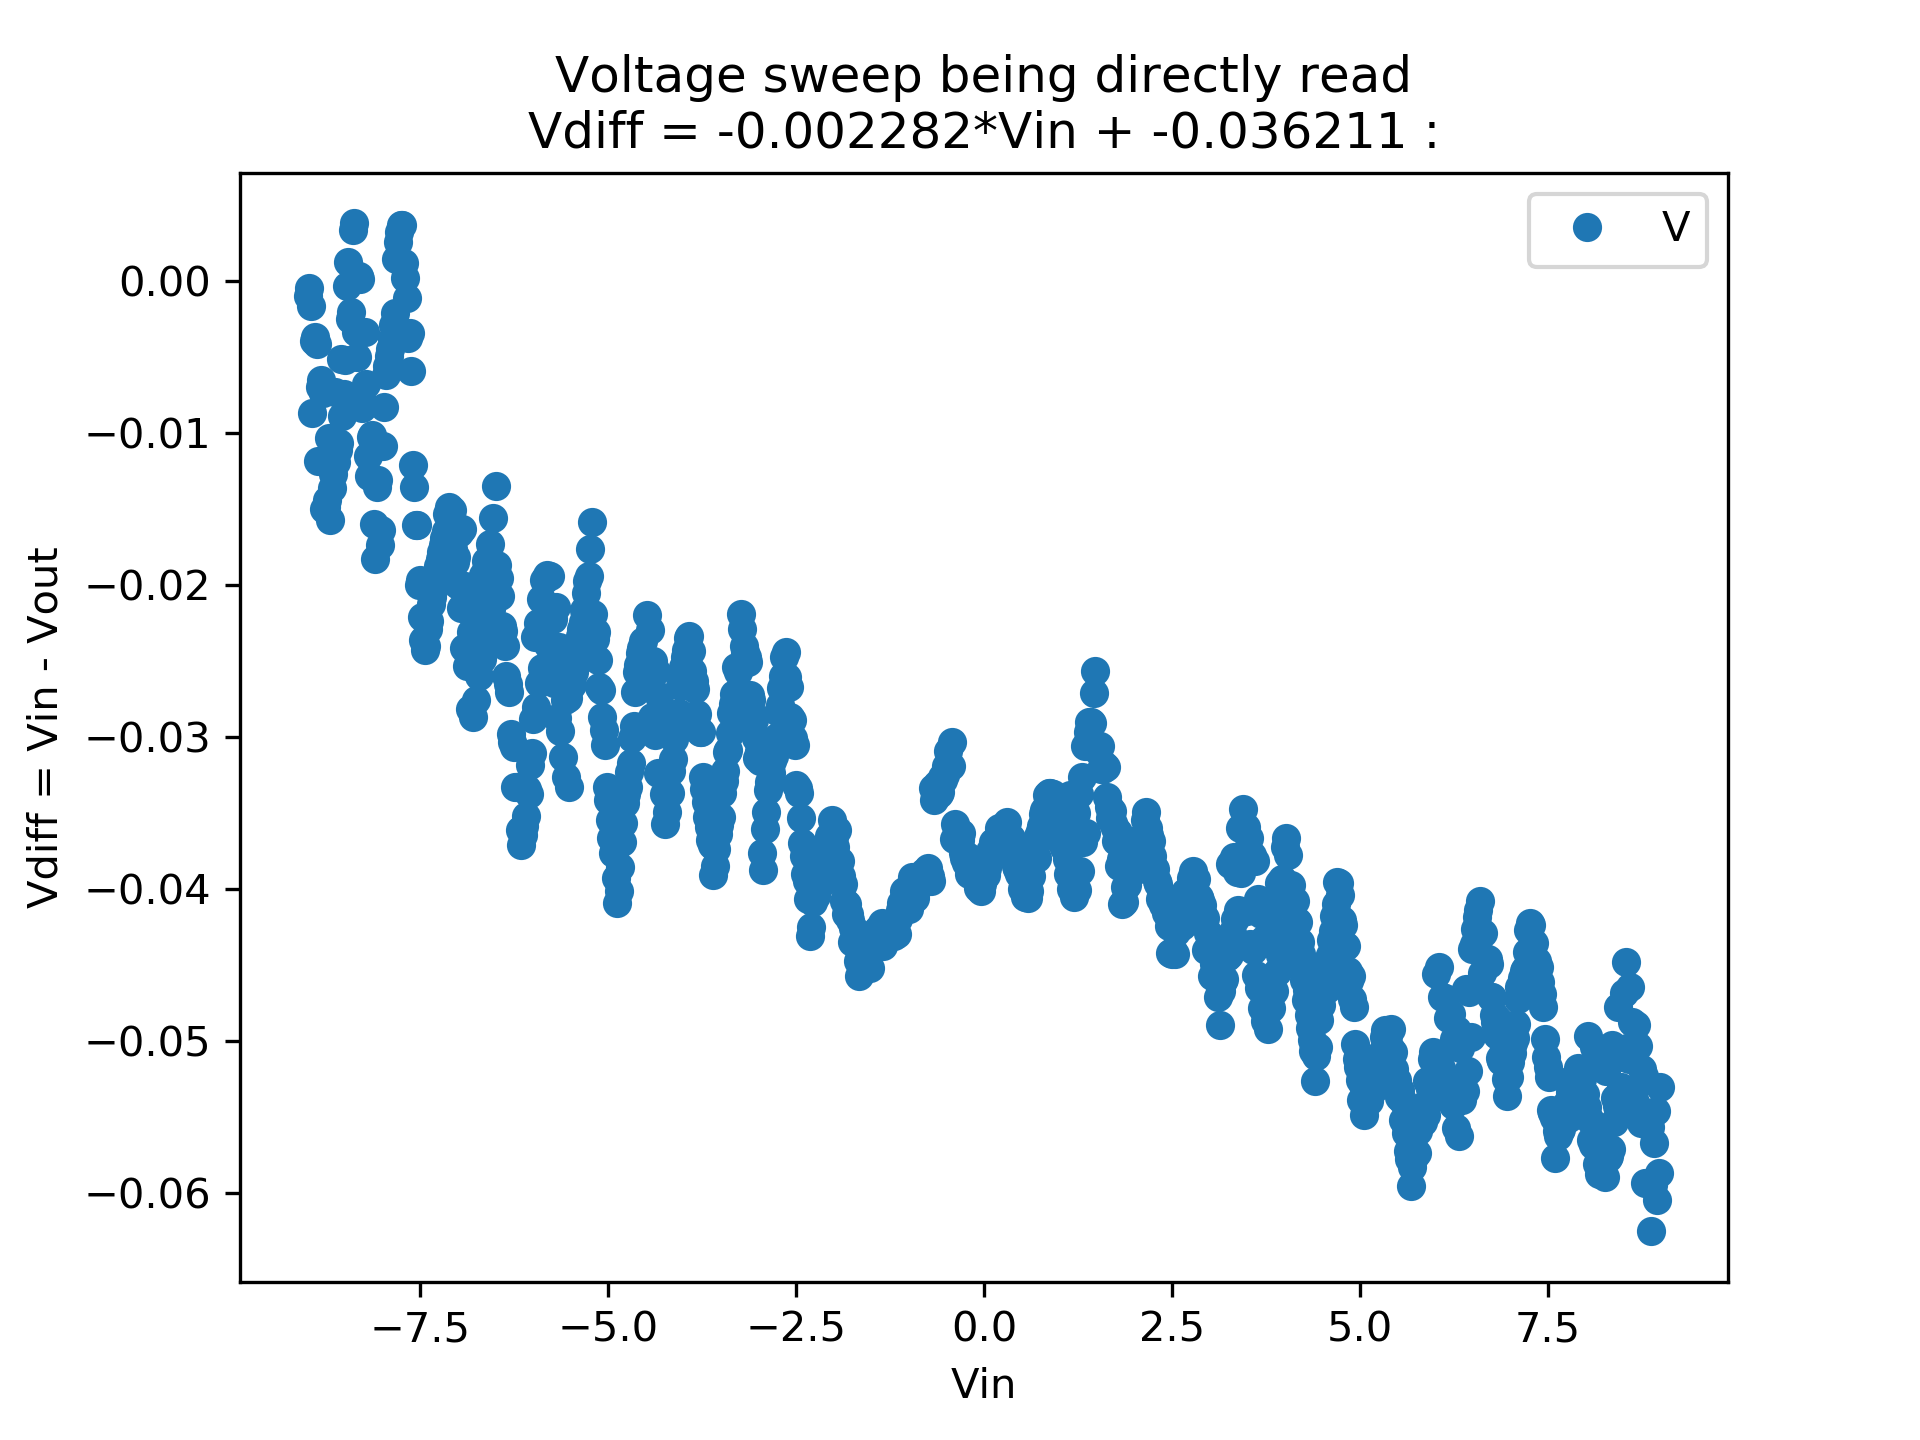 Voltage sweep being directly read
Vdiff = -0.002282*Vin + -0.036211 :
V
0.00
−0.01
−0.02
−0.03
−0.04
−0.05
−0.06
Vdiff = Vin - Vout
−7.5
−5.0
−2.5
0.0
2.5
5.0
7.5
Vin